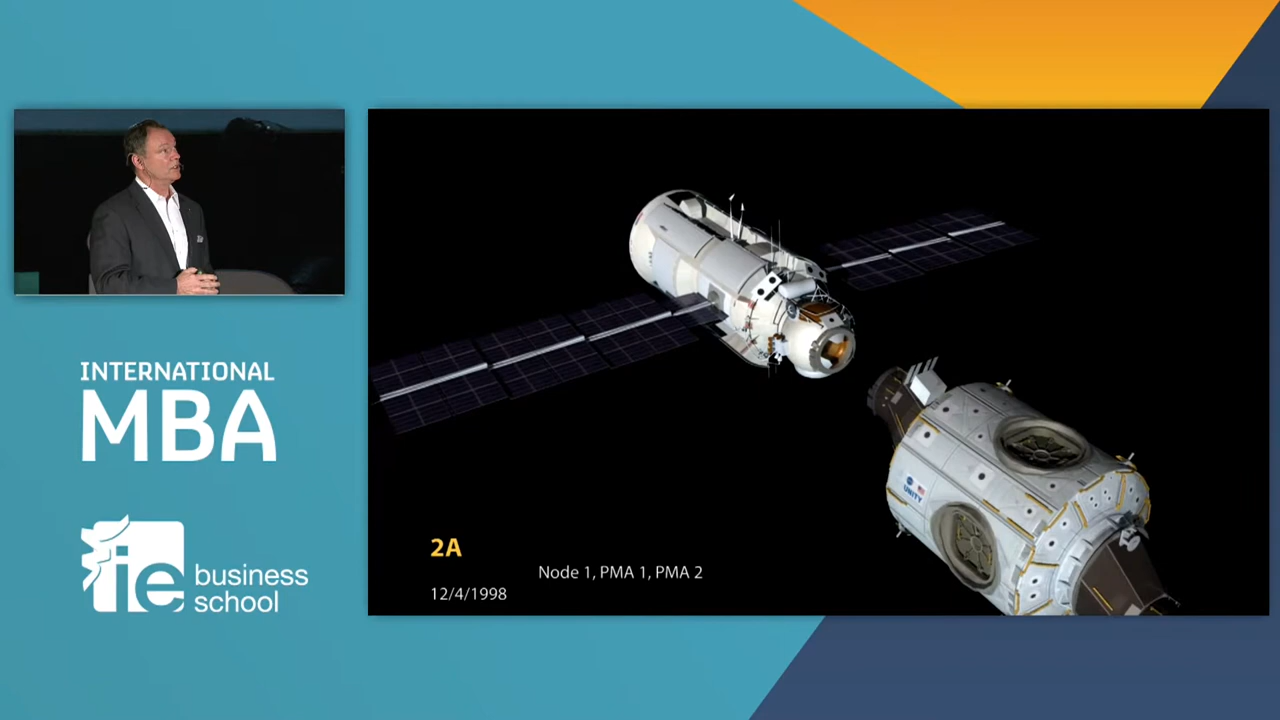 INTERNATIONAL
MBA
ie business
school
UNITY
2A
Node 1, PMA 1, PMA 2
12/4/1998